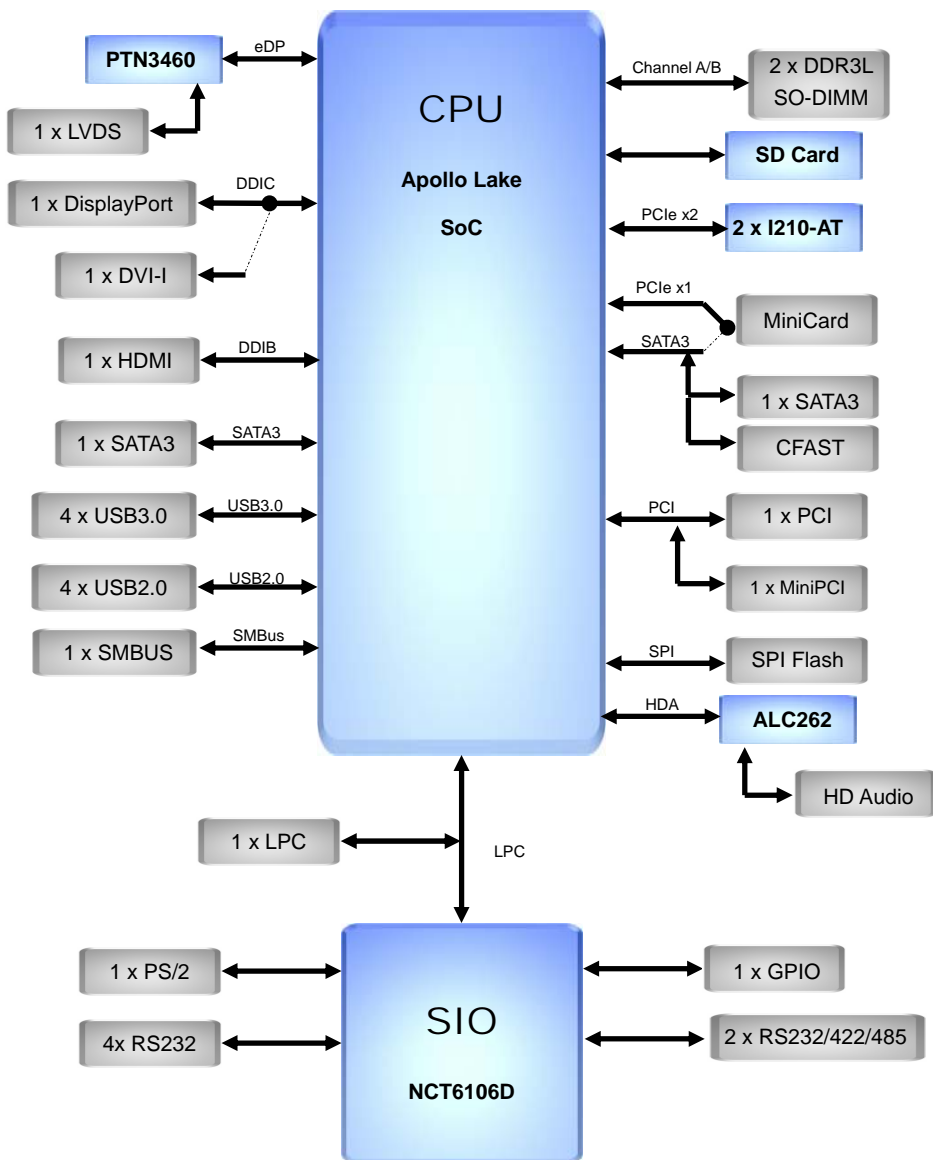 PTN3460
eDP
1 x LVDS
1 x DisplayPort
DDIC
1 x DVI-I
1 x HDMI
DDIB
1 x SATA3
SATA3
4 x USB3.0
USB3.0
4 x USB2.0
USB2.0
1 x SMBUS
SMBus
CPU
Apollo Lake
SoC
Channel A/B
2 x DDR3L
SO-DIMM
SD Card
PCIe x2
2 x I210-AT
PCIe x1
MiniCard
SATA3
1 x SATA3
CFAST
PCI
1 x PCI
1 x MiniPCI
SPI
SPI Flash
HDA
ALC262
HD Audio
1 x LPC
LPC
1 x PS/2
4x RS232
SIO
NCT6106D
1 x GPIO
2 x RS232/422/485